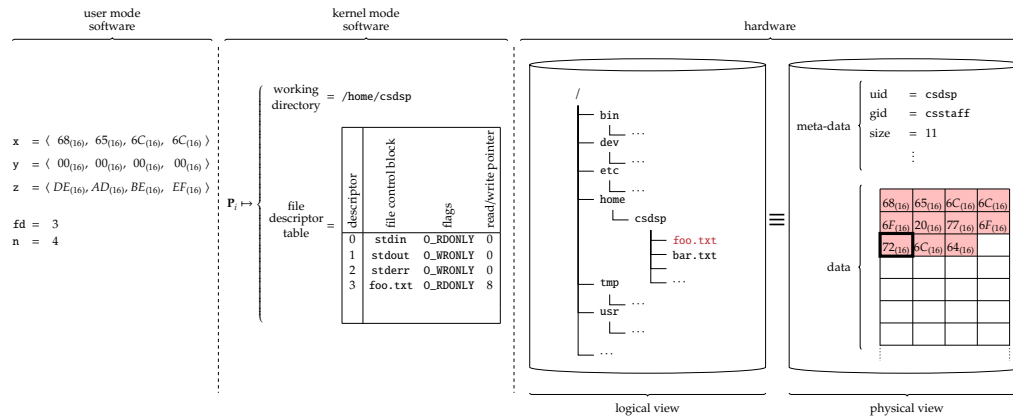 user mode
software
kernel mode
software
hardware
x = ⟨ 68(16), 65(16), 6C(16), 6C(16) ⟩
y = ⟨ 00(16), 00(16), 00(16), 00(16) ⟩
z = ⟨ DE(16), AD(16), BE(16), EF(16) ⟩
fd = 3
n = 4
Pi ↦
working
directory = /home/csdsp
file
descriptor
table =
descriptor file control block flags read/write pointer
0 stdin O_RDONLY 0
1 stdout O_WRONLY 0
2 stderr O_WRONLY 0
3 foo.txt O_RDONLY 8
/
bin
...
dev
...
etc
...
home
csdsp
foo.txt
bar.txt
...
tmp
...
usr
...
...
logical view
≡
meta-data
uid = csdsp
gid = csstaff
size = 11
⋮
data
68(16) 65(16) 6C(16) 6C(16)
6F(16) 20(16) 77(16) 6F(16)
72(16) 6C(16) 64(16)
physical view